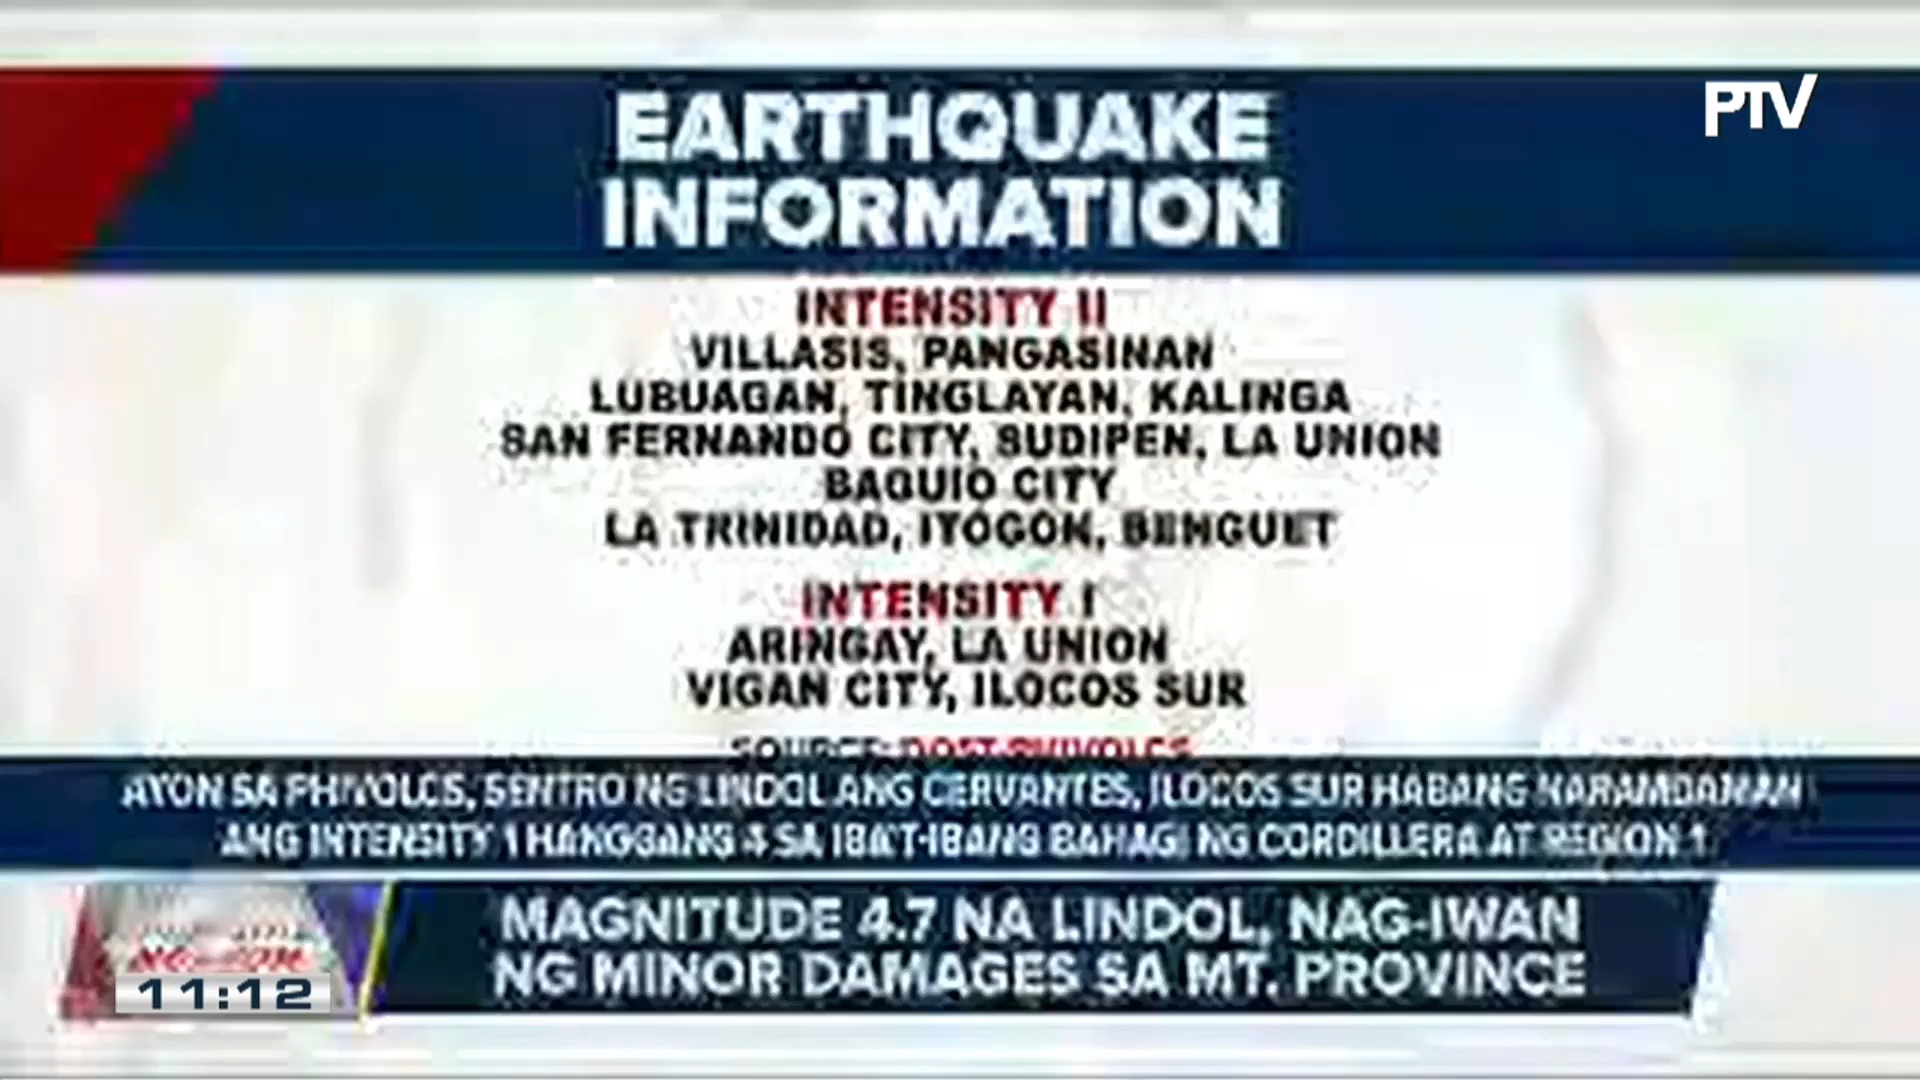 PTV
EARTHQUAKE
INFORMATION
INTENSITY II
VILLASIS, PANGASINAN
LUBUAGAN, TINGLAYAN, KALINGA
SAN FERNANDO CITY, SUDIPEN, LA UNION
BAGUIO CITY
LA TRINIDAD, ITOGON, BENGUET
INTENSITY I
ARINGAY, LA UNION
VIGAN CITY, ILOCOS SUR
SOURCE: DOST-PHIVOLCS
AYON SA PHIVOLCS, SENTRO NG LINDOL ANG CERVANTES, ILOCOS SUR HABANG NARAMDAMAN
ANG INTENSITY 1 HANGGANG 4 SA IBA'T-IBANG BAHAGI NG CORDILLERA AT REGION 1
MAGNITUDE 4.7 NA LINDOL, NAG-IWAN
NG MINOR DAMAGES SA MT. PROVINCE
11:12